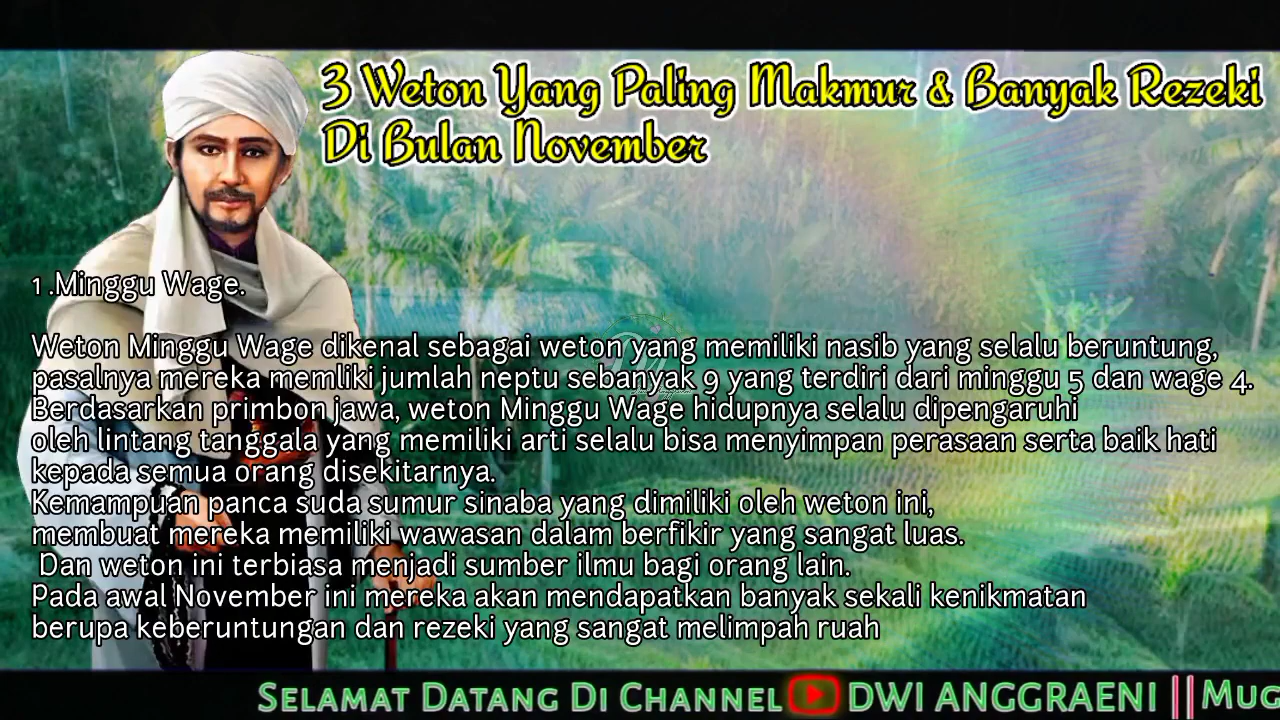 3 Weton Yang Paling Makmur & Banyak Rezeki
Di Bulan November
1 .Minggu Wage.
Weton Minggu Wage dikenal sebagai weton yang memiliki nasib yang selalu beruntung,
pasalnya mereka memliki jumlah neptu sebanyak 9 yang terdiri dari minggu 5 dan wage 4.
Berdasarkan primbon jawa, weton Minggu Wage hidupnya selalu dipengaruhi
oleh lintang tanggala yang memiliki arti selalu bisa menyimpan perasaan serta baik hati
kepada semua orang disekitarnya.
Kemampuan panca suda sumur sinaba yang dimiliki oleh weton ini,
membuat mereka memiliki wawasan dalam berfikir yang sangat luas.
Dan weton ini terbiasa menjadi sumber ilmu bagi orang lain.
Pada awal November ini mereka akan mendapatkan banyak sekali kenikmatan
berupa keberuntungan dan rezeki yang sangat melimpah ruah
Selamat Datang Di Channel DWI ANGGRAENI || Mug